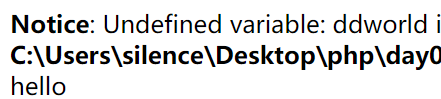 Notice: Undefined variable: ddworld i
C:\Users\silence\Desktop\php\day0
hello